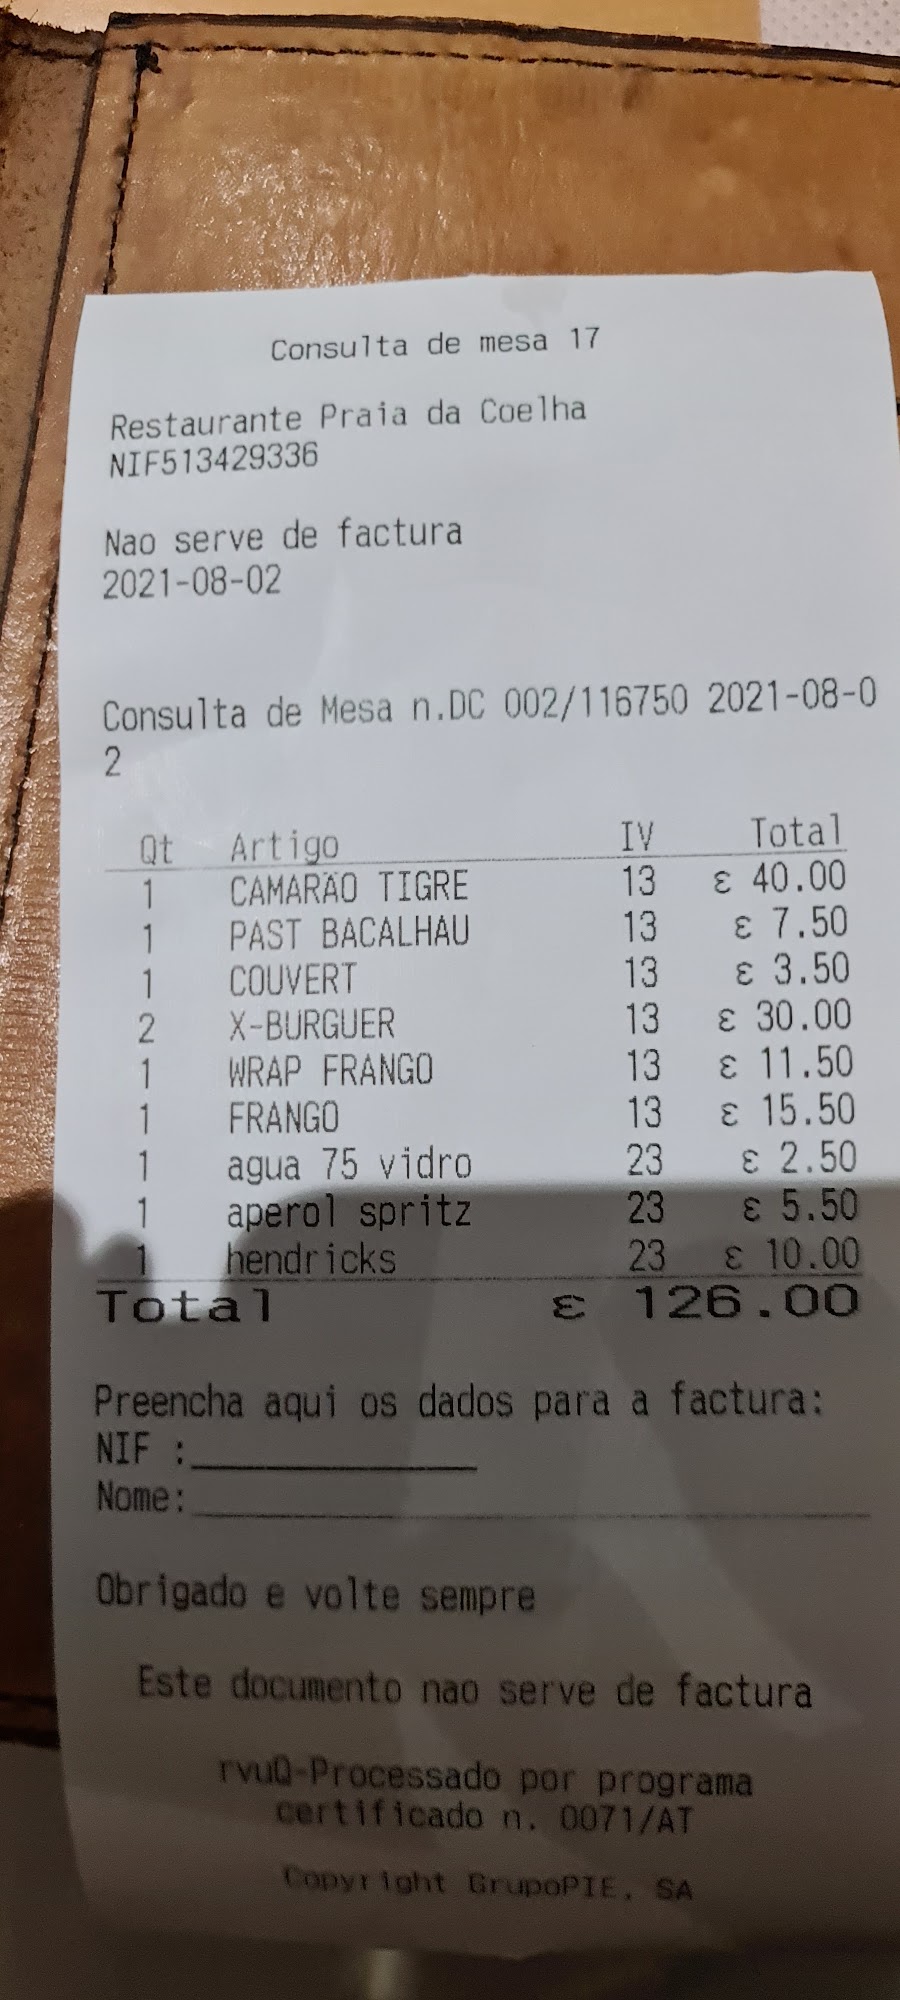 Consulta de mesa 17
Restaurante Praia da Coelha
NIF513429336
Nao serve de factura
2021-08-02
Consulta de Mesa n.DC 002/116750 2021-08-0
2
Qt Artigo IV Total
1 CAMARÃO TIGRE 13 € 40.00
1 PAST BACALHAU 13 € 7.50
1 COUVERT 13 € 3.50
2 X-BURGUER 13 € 30.00
1 WRAP FRANGO 13 € 11.50
1 FRANGO 13 € 15.50
1 agua 75 vidro 23 € 2.50
1 aperol spritz 23 € 5.50
1 hendricks 23 € 10.00
Total € 126.00
Preencha aqui os dados para a factura:
NIF :
Nome:
Obrigado e volte sempre
Este documento nao serve de factura
rvuQ-Processado por programa
certificado n. 0071/AT
Copyright GrupoPIE, SA